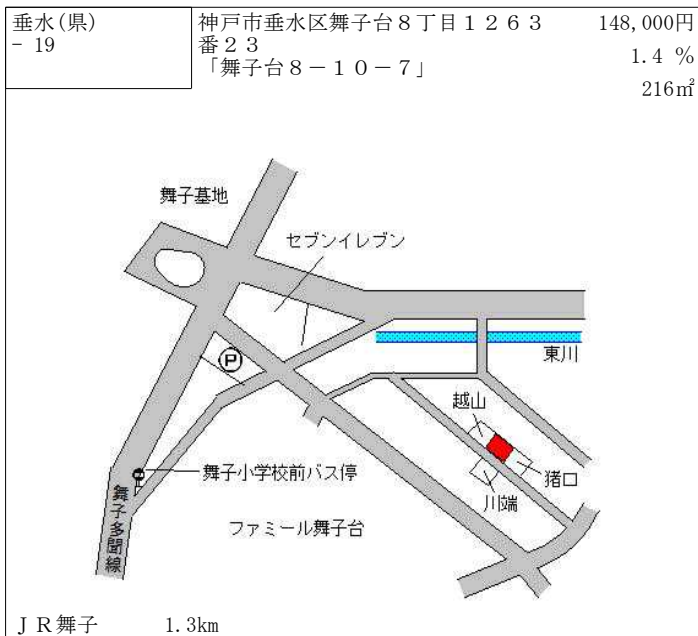 垂水(県)
- 19
神戸市垂水区舞子台８丁目１２６３
番２３
「舞子台８－１０－７」
148,000円
1.4 %
216㎡
舞子墓地
セブンイレブン
P
東川
越山
猪口
川端
舞子小学校前バス停
舞子多聞線
ファミール舞子台
ＪＲ舞子 1.3km